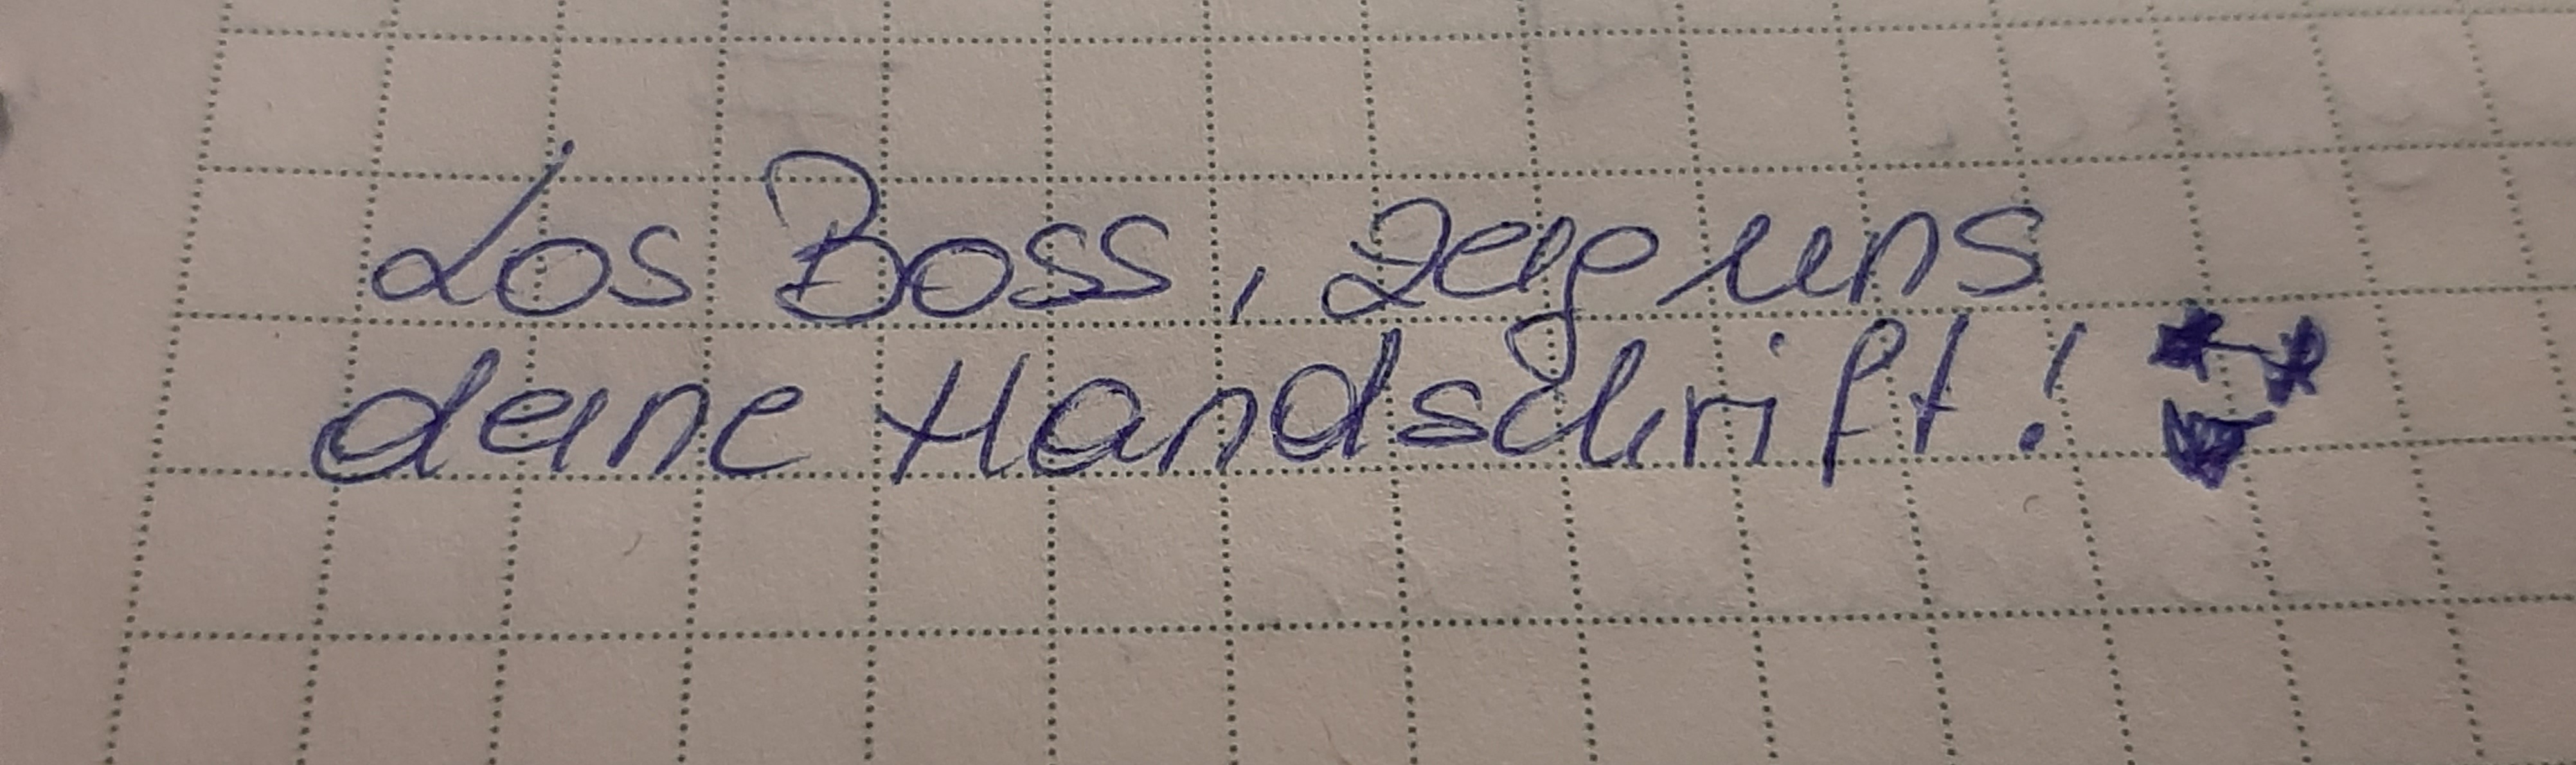 Los Boss, zeig uns
deine Handschrift!